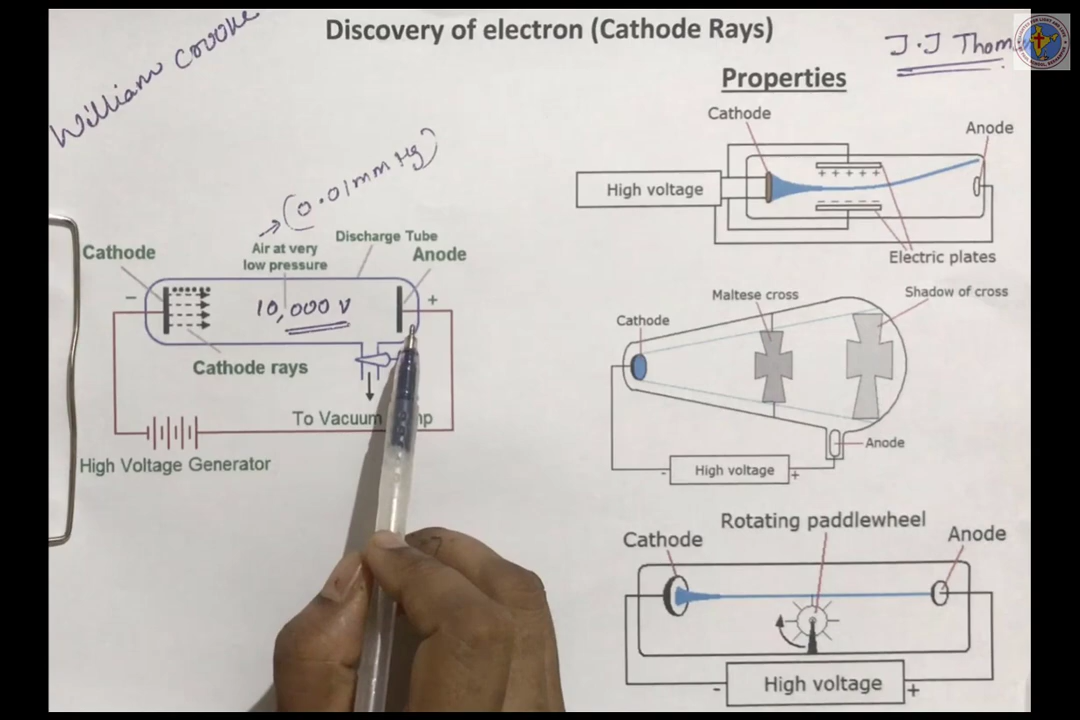 Discovery of electron (Cathode Rays)
William Crooke
J.J Thom
Properties
(0.01mm Hg)
Cathode
Air at very
low pressure
Discharge Tube
Anode
-
+
10,000 V
Cathode rays
To Vacuum
mp
High Voltage Generator
Cathode
Anode
High voltage
+ + + + +
- - - - -
Electric plates
Maltese cross
Shadow of cross
Cathode
Anode
-
High voltage
+
Rotating paddlewheel
Cathode
Anode
-
High voltage
+